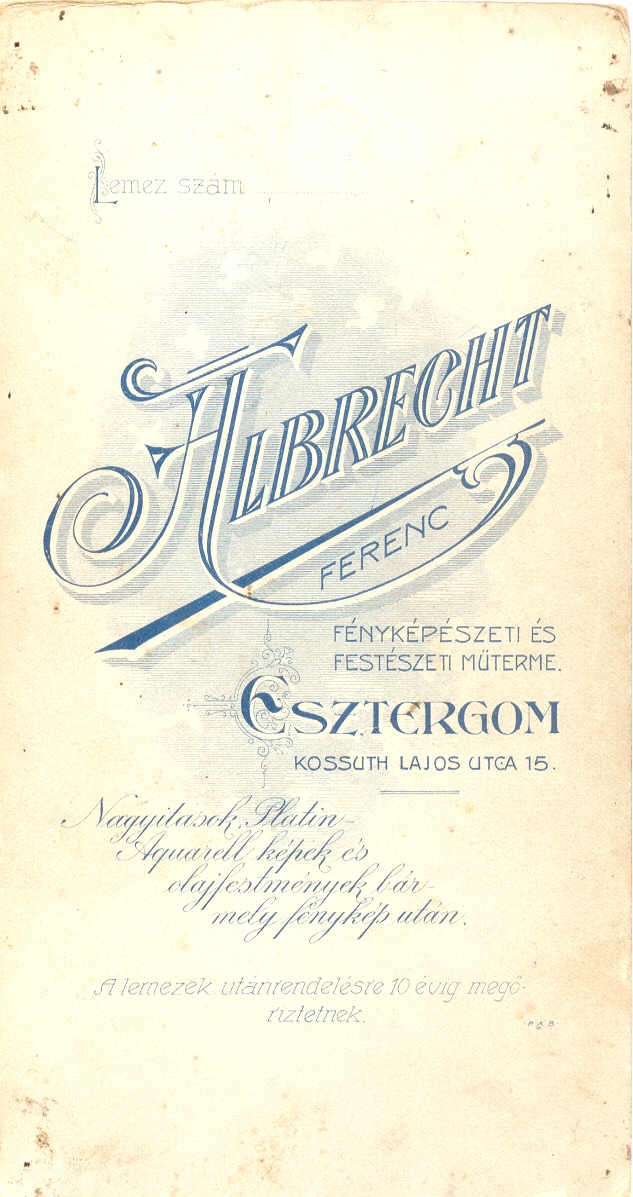 Lemez szám
ALBRECHT
FERENC
FÉNYKÉPÉSZETI ÉS
FESTÉSZETI MŰTERME.
ESZTERGOM
KOSSUTH LAJOS UTCA 15.
Nagyitások, Platin-
Aquarell képek és
olajfestmények bár-
mely fénykép után.
A lemezek utánrendelésre 10 évig megő-
riztetnek.
P & B